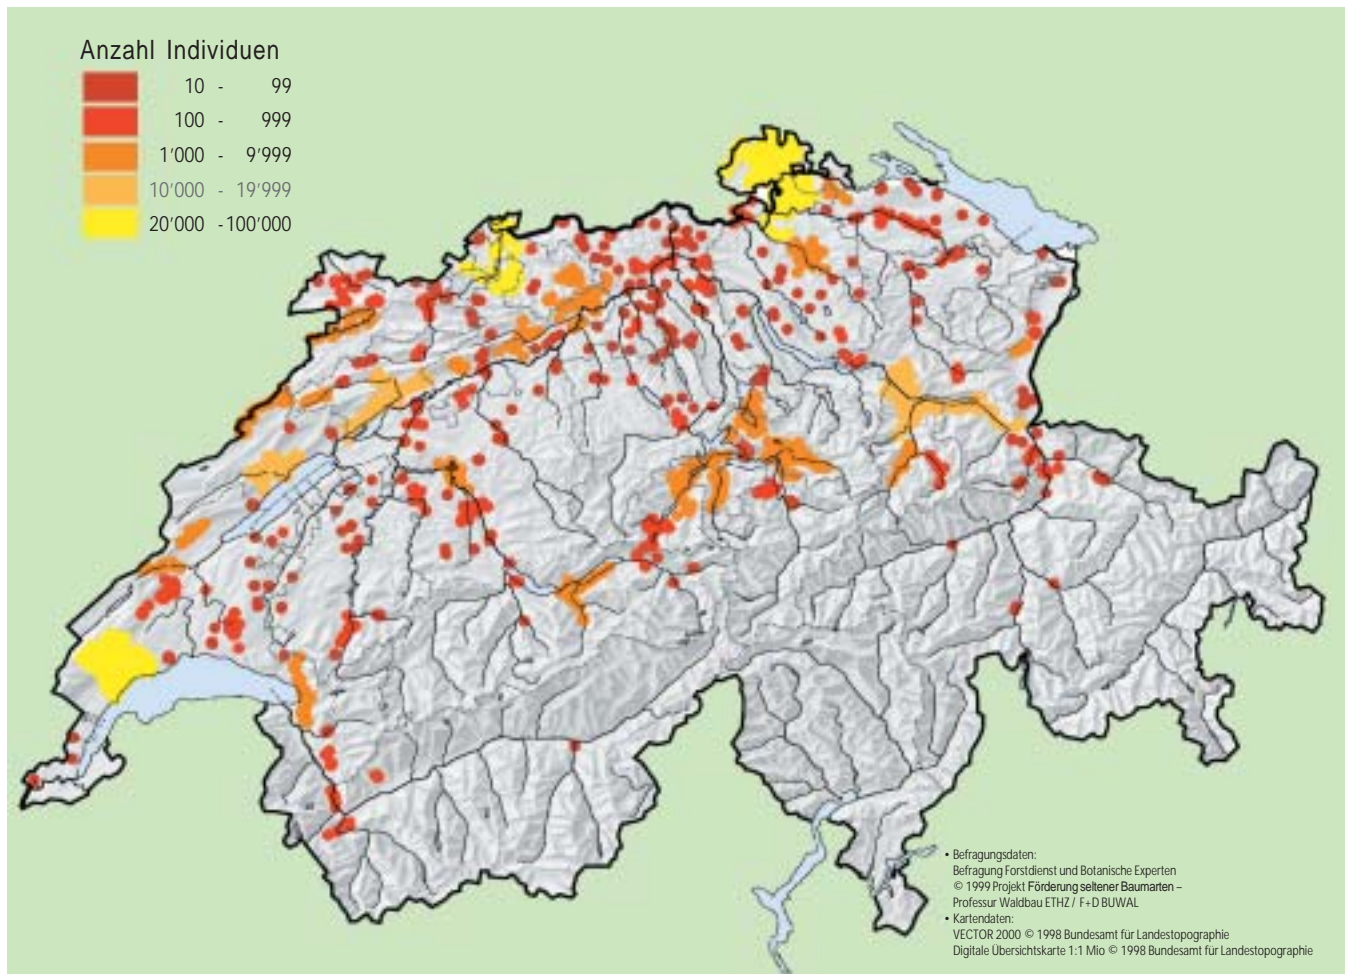 Anzahl Individuen
10 - 99
100 - 999
1'000 - 9'999
10'000 - 19'999
20'000 -100'000
• Befragungsdaten:
Befragung Forstdienst und Botanische Experten
© 1999 Projekt Förderung seltener Baumarten –
Professur Waldbau ETHZ / F+D BUWAL
• Kartendaten:
VECTOR 2000 © 1998 Bundesamt für Landestopographie
Digitale Übersichtskarte 1:1 Mio © 1998 Bundesamt für Landestopographie